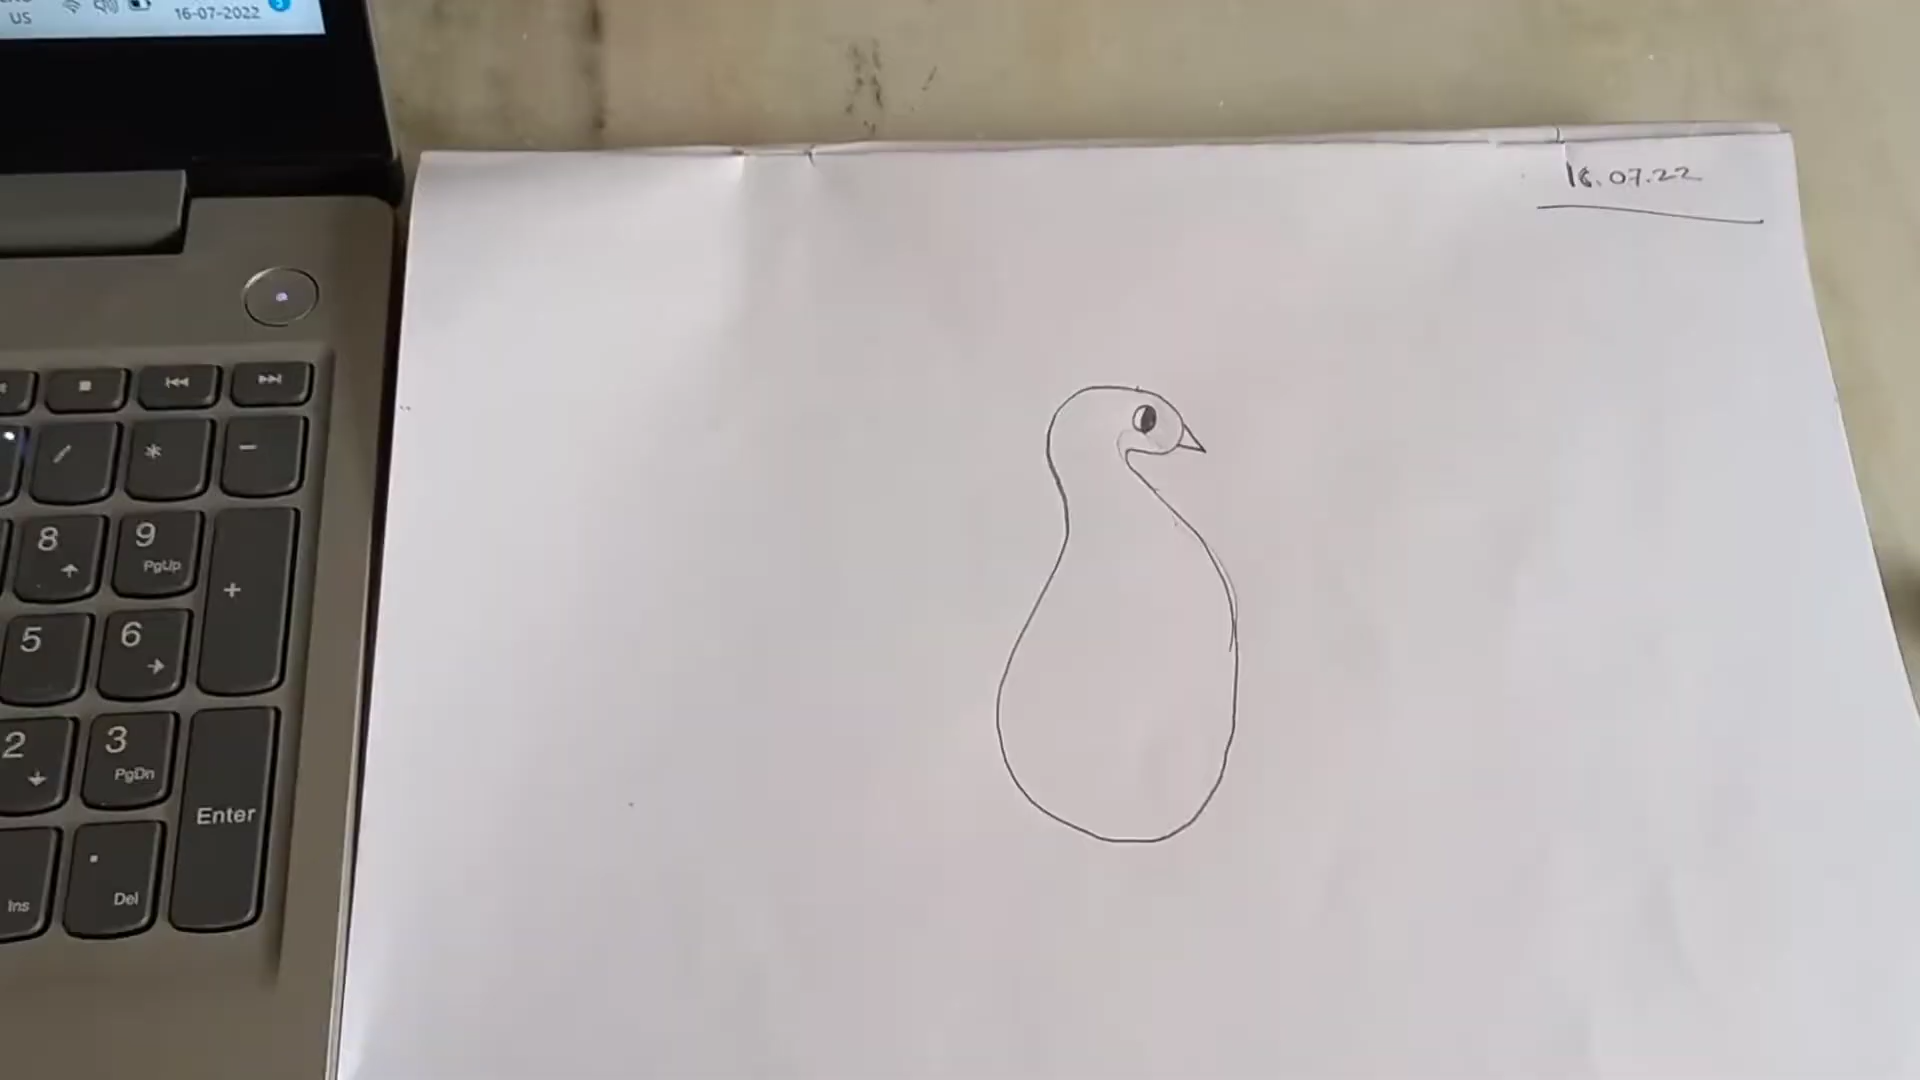 US
16-07-2022
16.07.22
/ * -
8 9
PgUp
+
5 6
2 3
PgDn
Enter
.
Ins Del